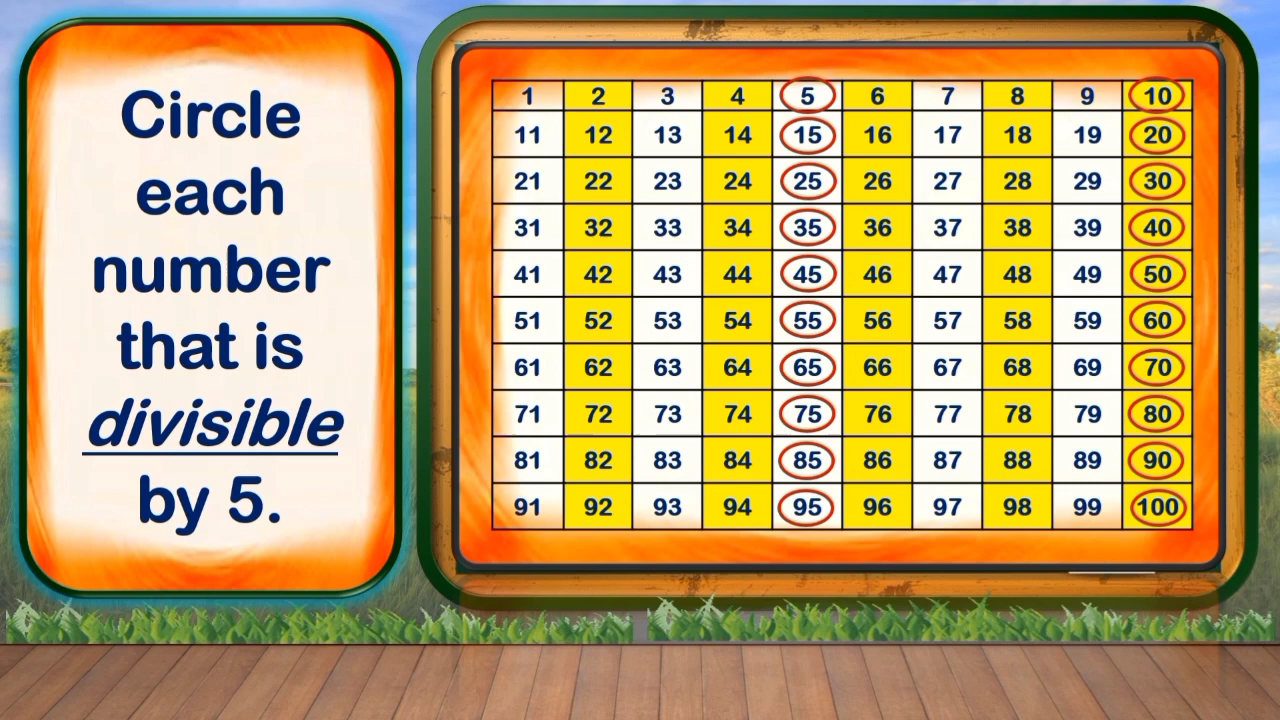 Circle
each
number
that is
divisible
by 5.
1 2 3 4 5 6 7 8 9 10
11 12 13 14 15 16 17 18 19 20
21 22 23 24 25 26 27 28 29 30
31 32 33 34 35 36 37 38 39 40
41 42 43 44 45 46 47 48 49 50
51 52 53 54 55 56 57 58 59 60
61 62 63 64 65 66 67 68 69 70
71 72 73 74 75 76 77 78 79 80
81 82 83 84 85 86 87 88 89 90
91 92 93 94 95 96 97 98 99 100